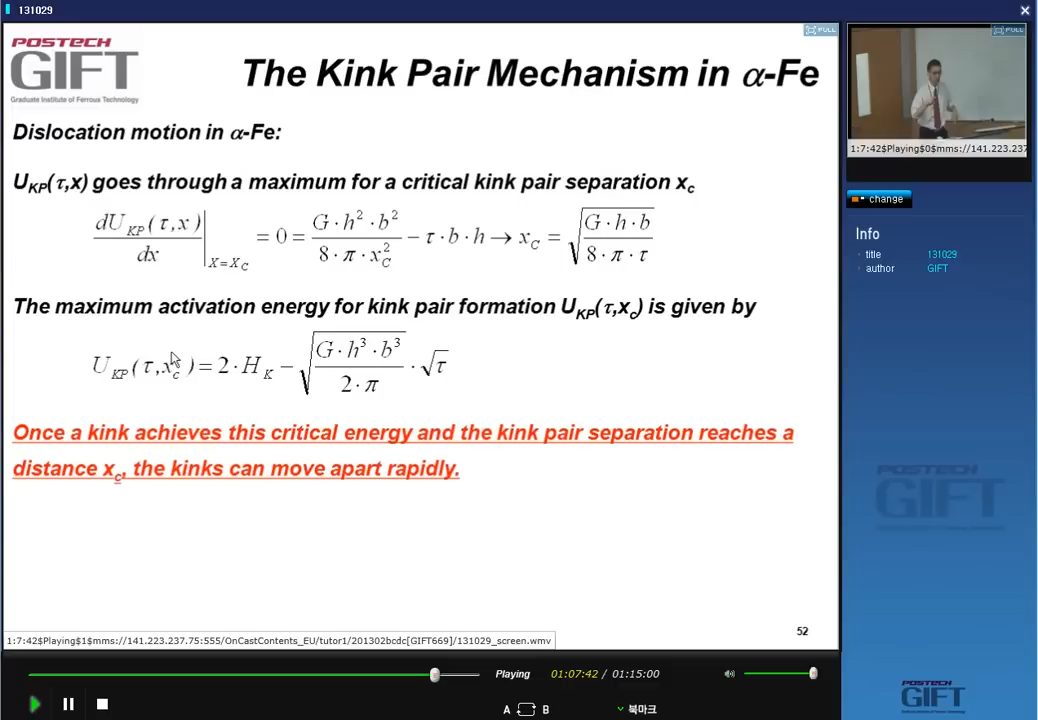 131029
POSTECH
GIFT
Graduate Institute of Ferrous Technology
The Kink Pair Mechanism in α-Fe
FULL
FULL
Dislocation motion in α-Fe:
1:7:42$Playing$0$mms://141.223.237
U_KP(τ,x) goes through a maximum for a critical kink pair separation x_c
change
dU_KP(τ,x)/dx |_X=X_C = 0 = G·h²·b²/8·π·x_C² − τ·b·h → x_C = √(G·h·b/8·π·τ)
Info
title 131029
author GIFT
The maximum activation energy for kink pair formation U_KP(τ,x_c) is given by
U_KP(τ,x_c) = 2·H_K − √(G·h³·b³/2·π)·√τ
Once a kink achieves this critical energy and the kink pair separation reaches a
distance x_c, the kinks can move apart rapidly.
POSTECH
GIFT
52
1:7:42$Playing$1$mms://141.223.237.75:555/OnCastContents_EU/tutor1/201302bcdc[GIFT669]/131029_screen.wmv
Playing 01:07:42 / 01:15:00
A B 북마크
POSTECH
GIFT